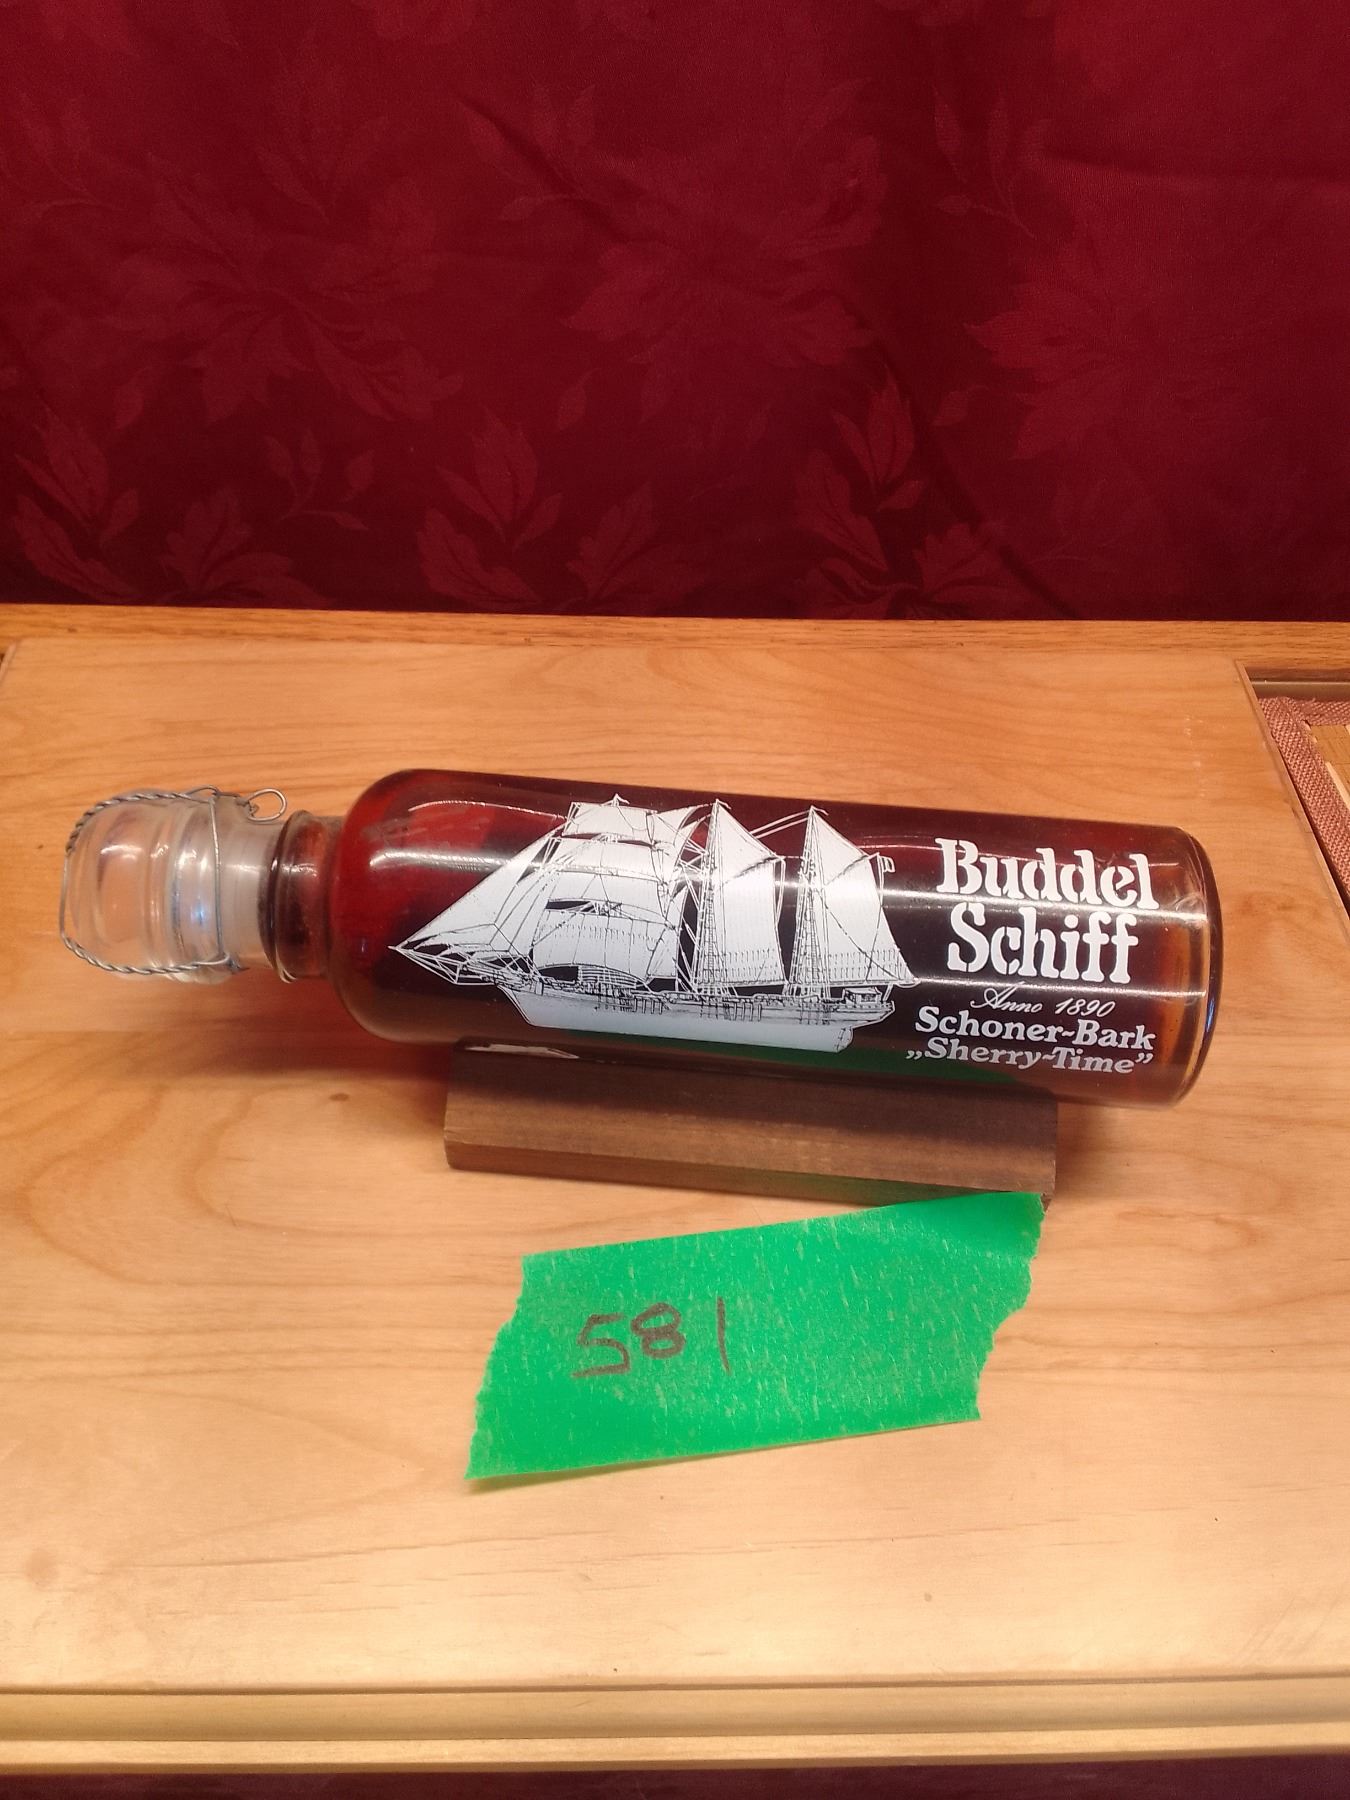 Buddel
Schiff
Anno 1890
Schoner-Bark
„Sherry-Time”
581